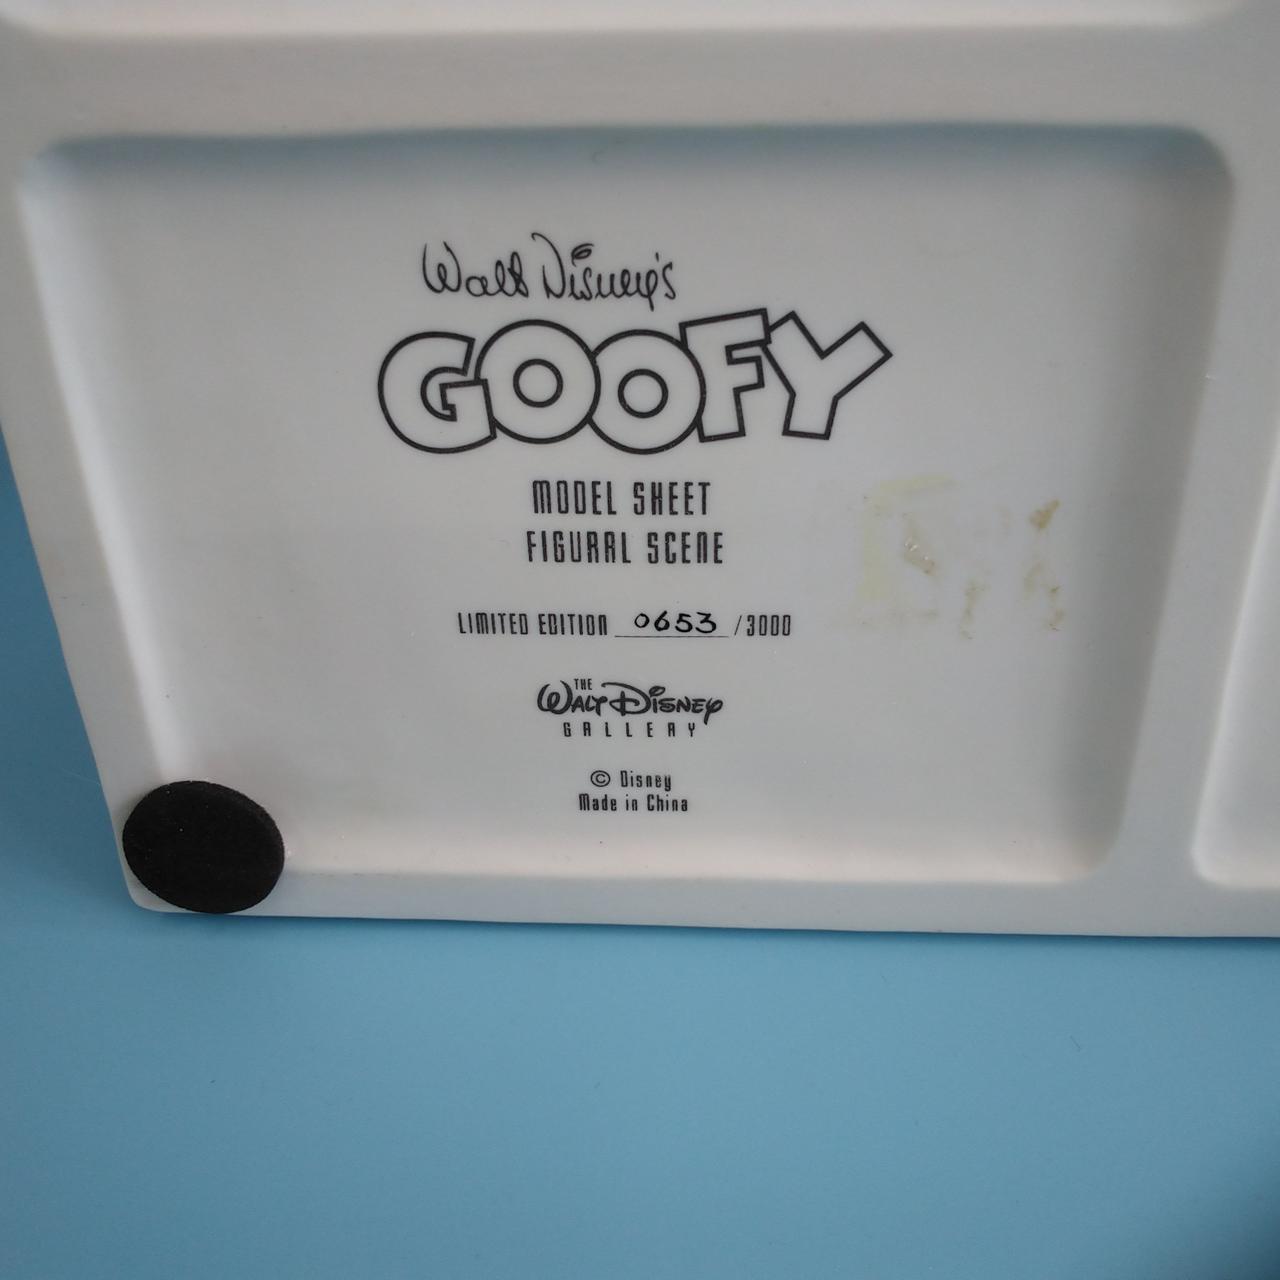 Walt Disney's
GOOFY
MODEL SHEET
FIGURAL SCENE
LIMITED EDITION 0653 /3000
THE
WALT DISNEY
GALLERY
© Disney
Made in China